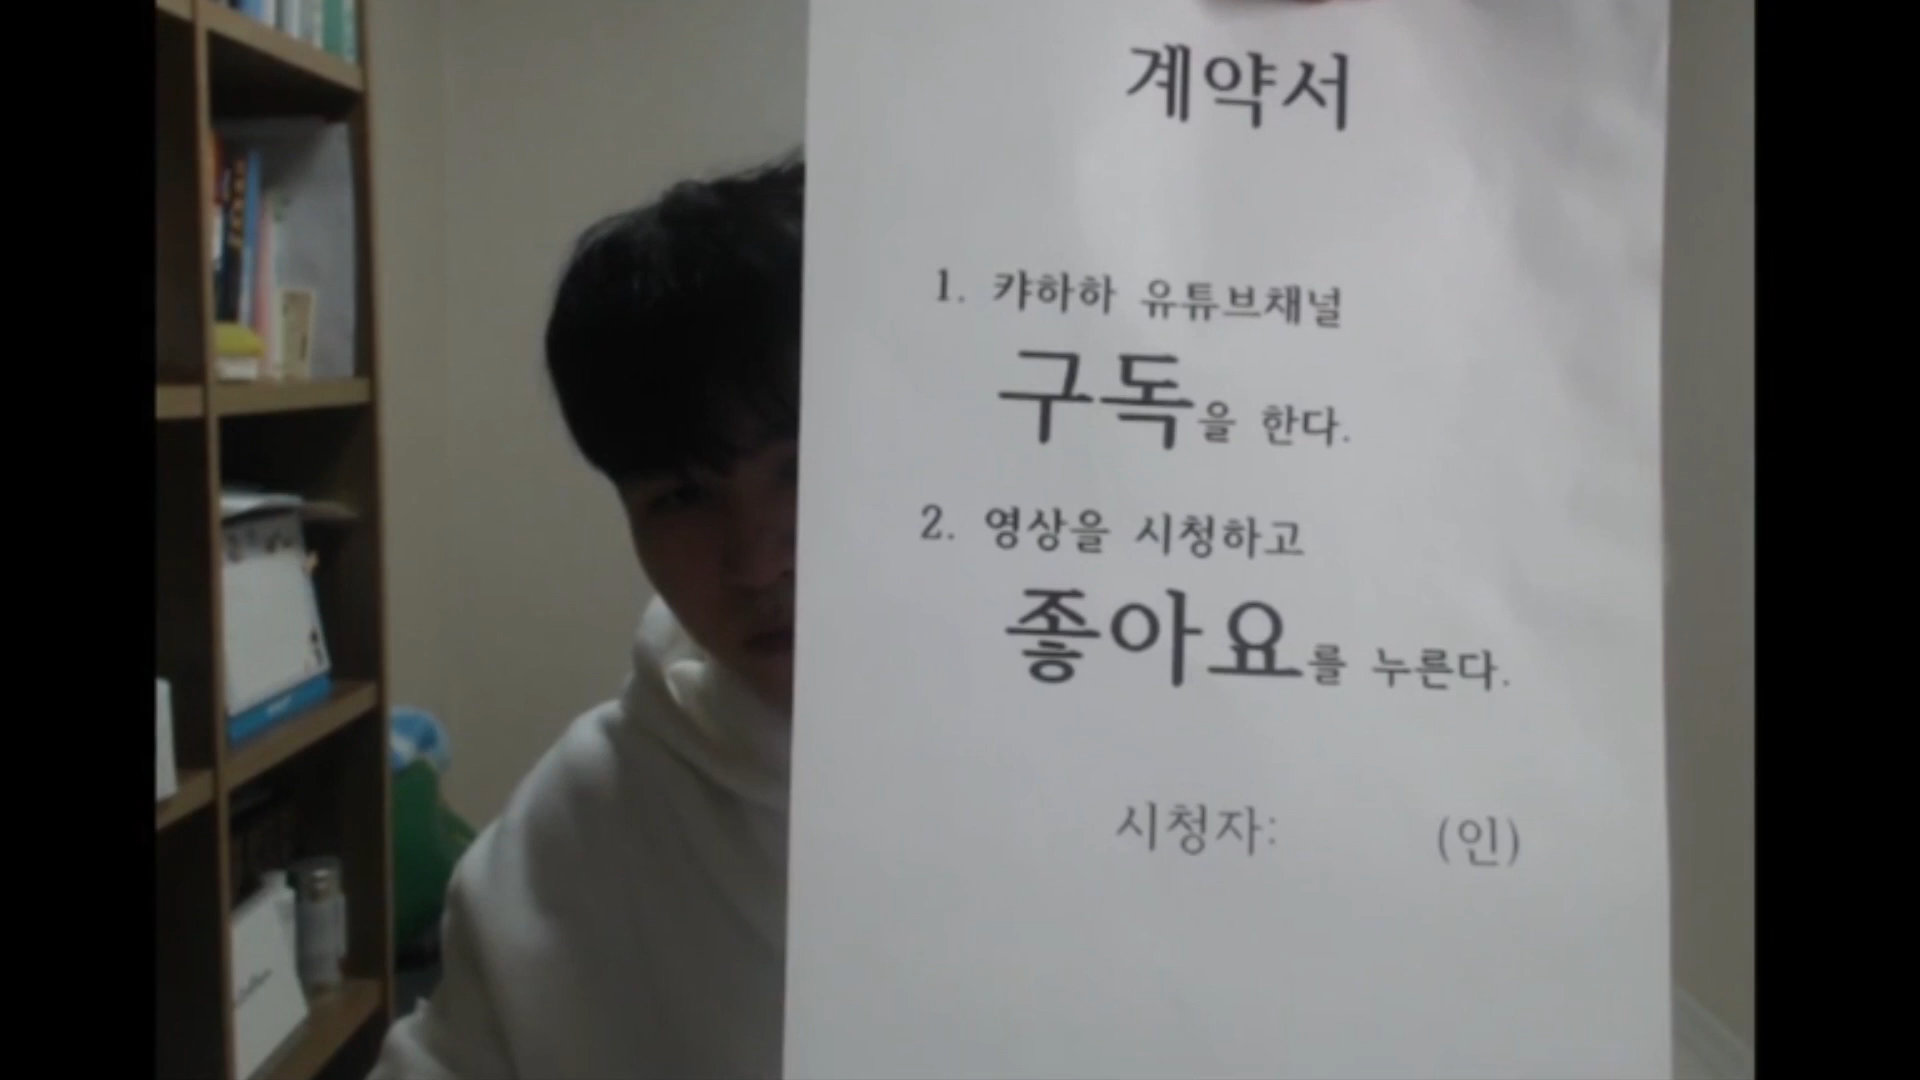 계약서
1. 캬하하 유튜브채널
구독을 한다.
2. 영상을 시청하고
좋아요를 누른다.
시청자: (인)